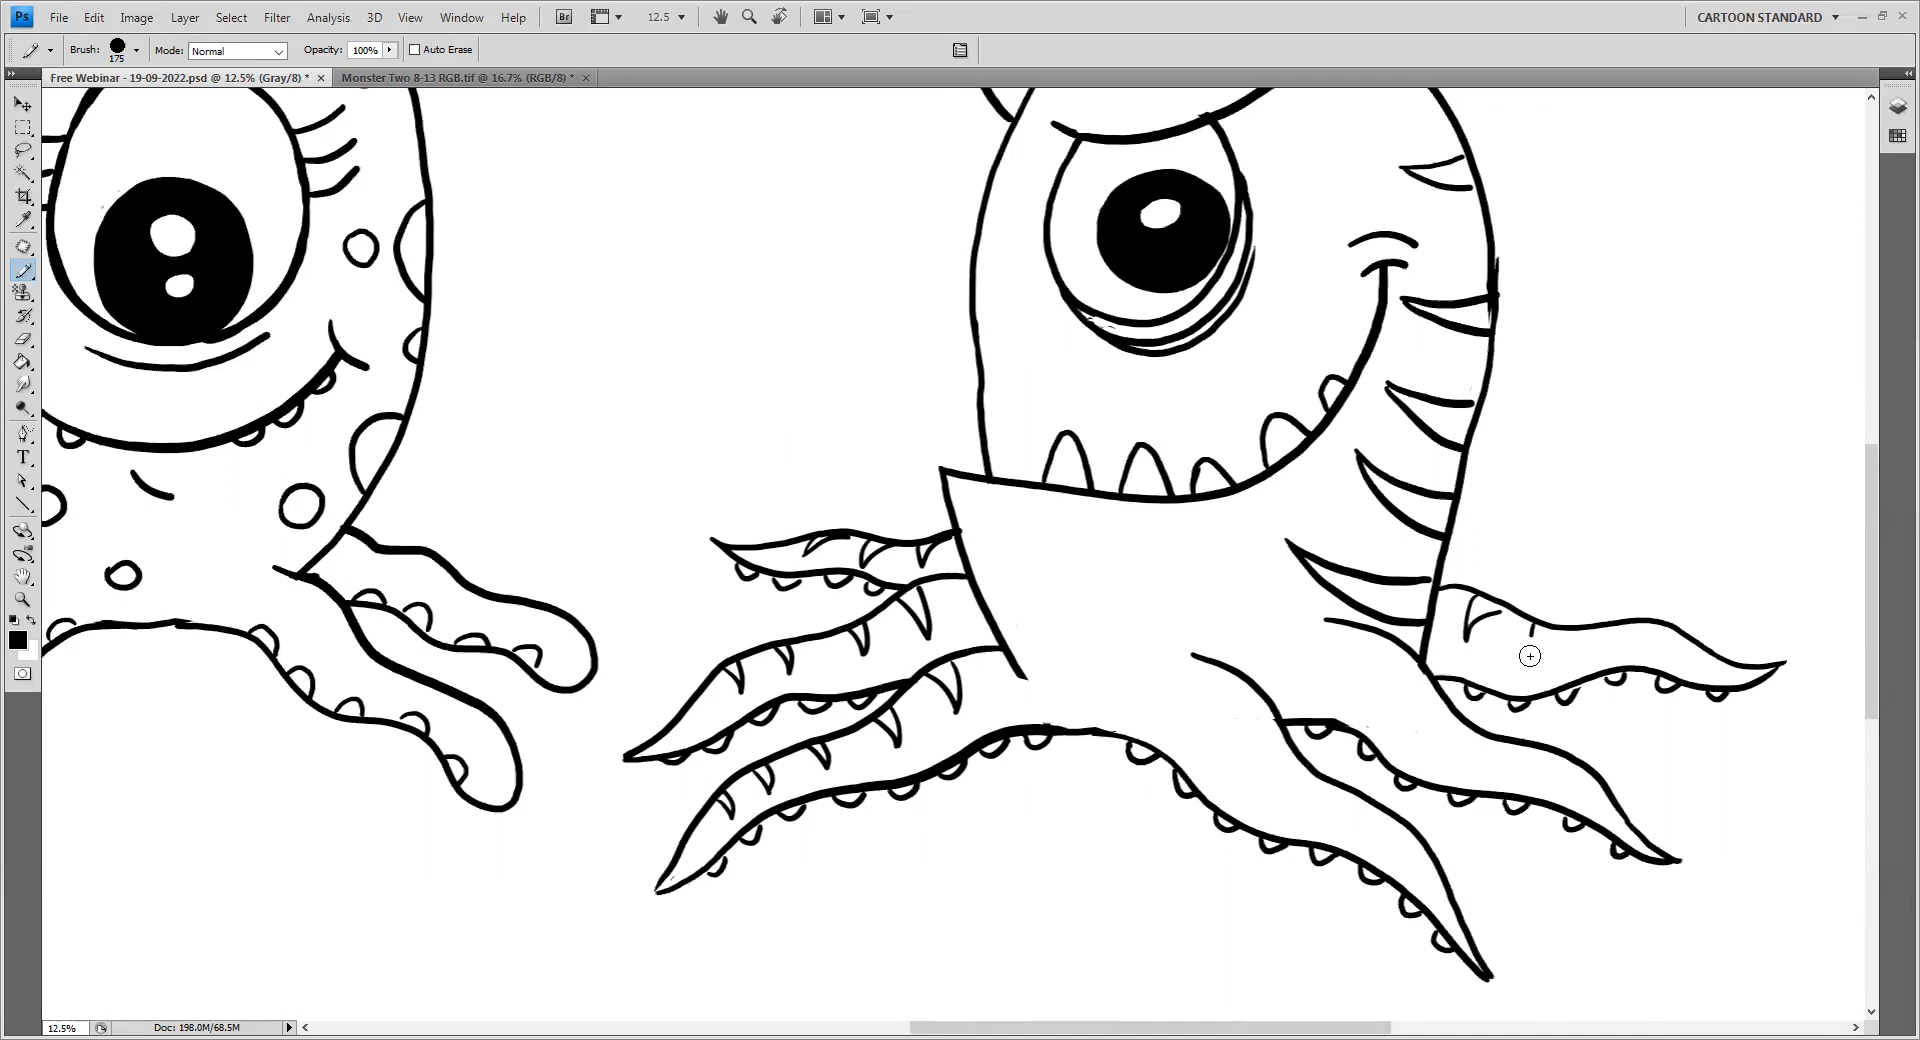 Ps File Edit Image Layer Select Filter Analysis 3D View Window Help Br 12.5 CARTOON STANDARD
Brush: 175 Mode: Normal Opacity: 100% Auto Erase
Free Webinar - 19-09-2022.psd @ 12.5% (Gray/8) * × Monster Two 8-13 RGB.tif @ 16.7% (RGB/8) * ×
T
12.5% Doc: 198.0M/68.5M